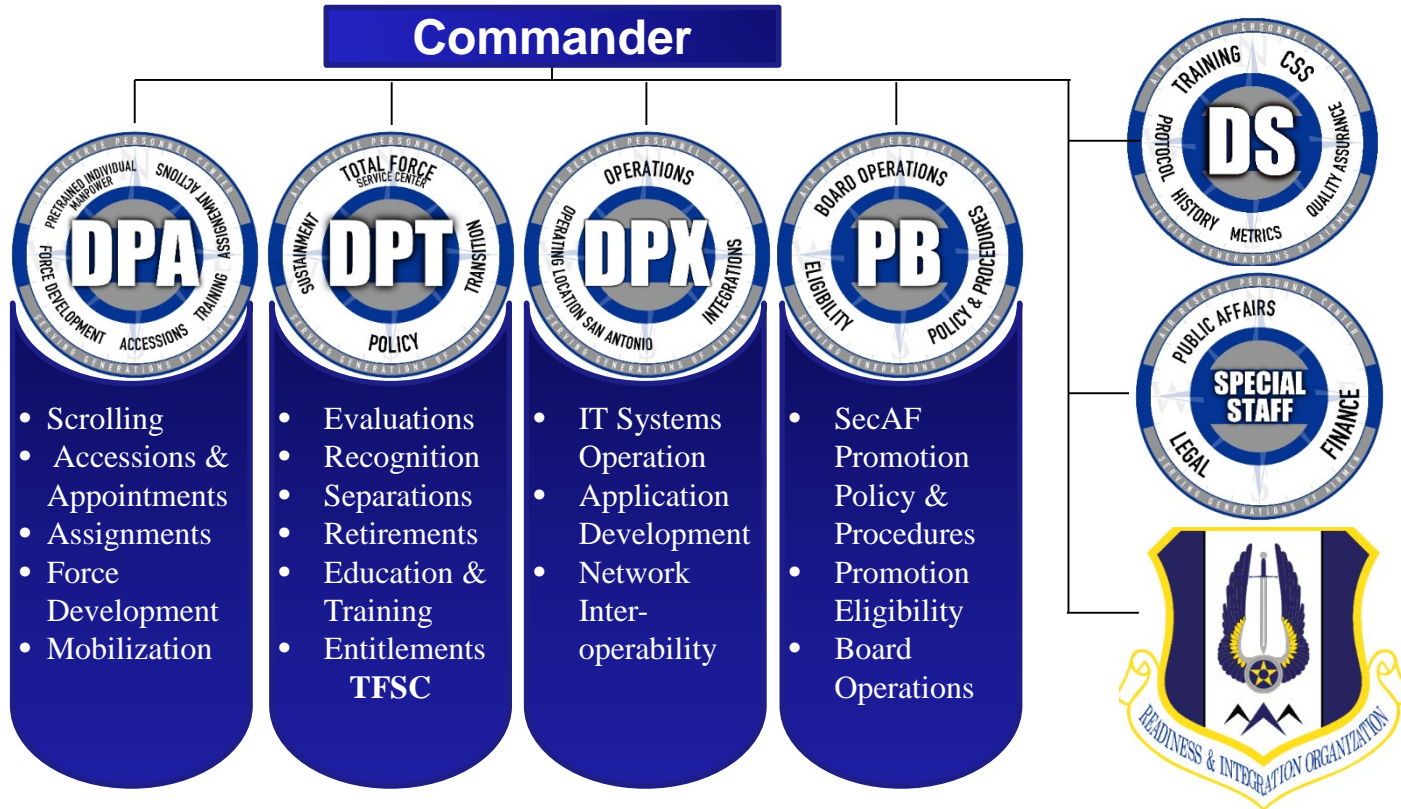 Commander
AIR RESERVE PERSONNEL CENTER
PRETRAINED INDIVIDUAL
MANPOWER
ASSIGNEMNT ACTIONS
FORCE DEVELOPMENT
DPA
TRAINING
ACCESSIONS
SERVING GENERATIONS OF AIRMEN
• Scrolling
• Accessions &
Appointments
• Assignments
• Force
Development
• Mobilization
AIR RESERVE PERSONNEL CENTER
TOTAL FORCE
SERVICE CENTER
SUSTAINMENT
DPT
TRANSITION
POLICY
SERVING GENERATIONS OF AIRMEN
• Evaluations
• Recognition
• Separations
• Retirements
• Education &
Training
• Entitlements
TFSC
AIR RESERVE PERSONNEL CENTER
OPERATIONS
OPERATING LOCATION SAN ANTONIO
DPX
INTEGRATIONS
SERVING GENERATIONS OF AIRMEN
• IT Systems
Operation
• Application
Development
• Network
Inter-
operability
AIR RESERVE PERSONNEL CENTER
BOARD OPERATIONS
PB
ELIGIBILITY
POLICY & PROCEDURES
SERVING GENERATIONS OF AIRMEN
• SecAF
Promotion
Policy &
Procedures
• Promotion
Eligibility
• Board
Operations
AIR RESERVE PERSONNEL CENTER
TRAINING
CSS
PROTOCOL
DS
QUALITY ASSURANCE
HISTORY
METRICS
SERVING GENERATIONS OF AIRMEN
AIR RESERVE PERSONNEL CENTER
PUBLIC AFFAIRS
SPECIAL
STAFF
LEGAL
FINANCE
SERVING GENERATIONS OF AIRMEN
READINESS & INTEGRATION ORGANIZATION